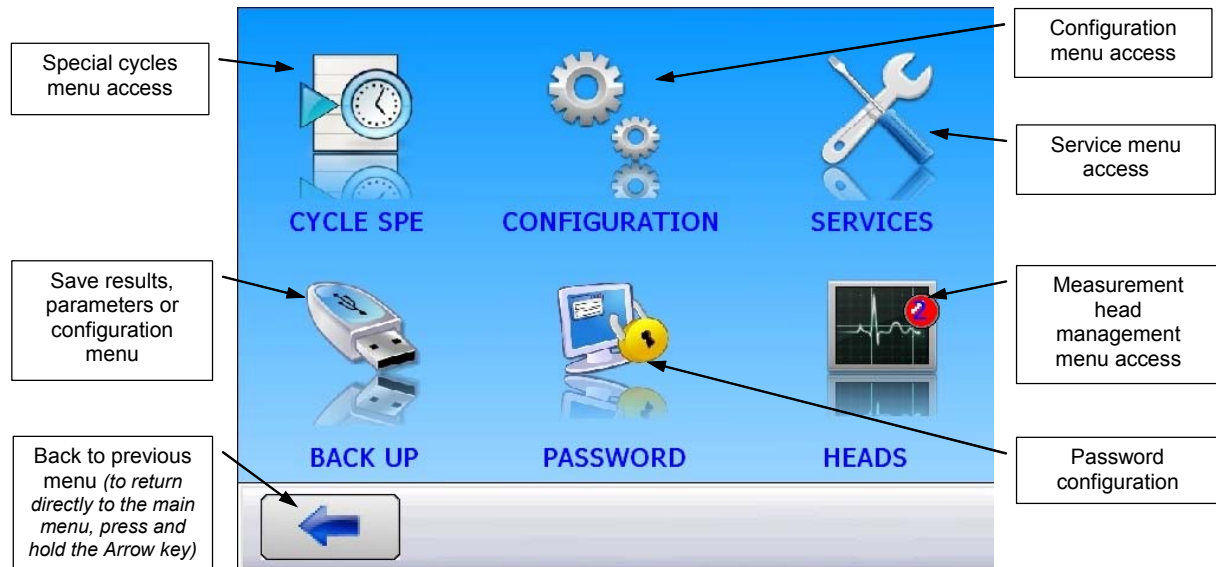 Special cycles
menu access
Configuration
menu access
Service menu
access
CYCLE SPE
CONFIGURATION
SERVICES
Save results,
parameters or
configuration
menu
2
Measurement
head
management
menu access
BACK UP
PASSWORD
HEADS
Back to previous
menu (to return
directly to the main
menu, press and
hold the Arrow key)
Password
configuration